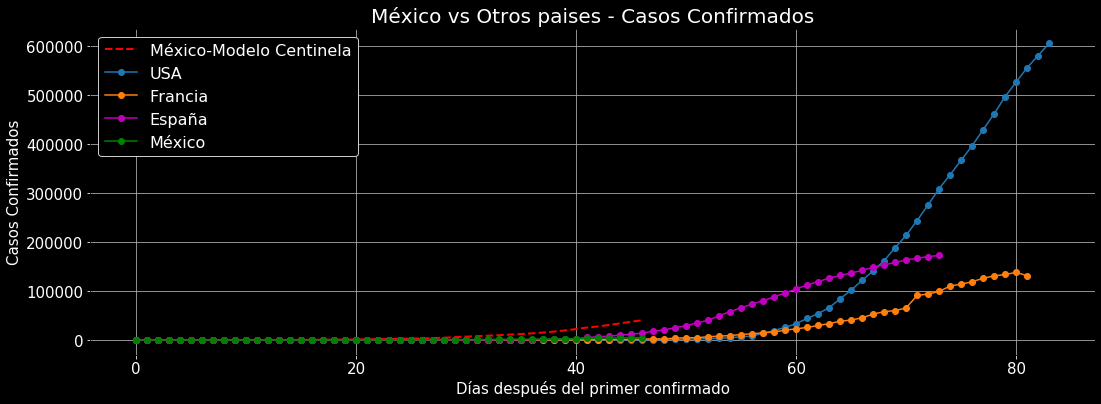 México vs Otros paises - Casos Confirmados
México-Modelo Centinela
USA
Francia
España
México
Casos Confirmados
600000
500000
400000
300000
200000
100000
0
0 20 40 60 80
Días después del primer confirmado